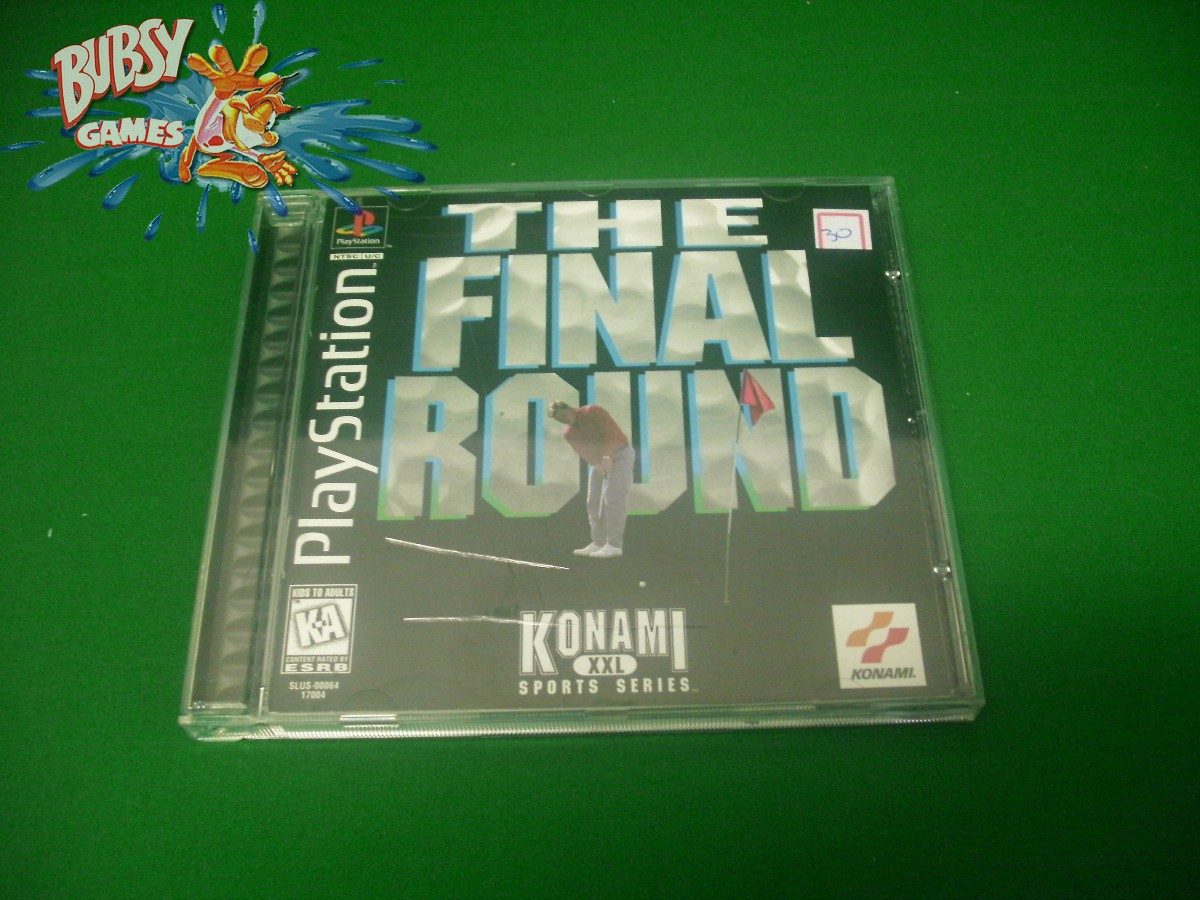 BUBSY
GAMES
PlayStation
NTSC U/C
PlayStation
THE
FINAL
ROUND
30
KIDS TO ADULTS
K-A
CONTENT RATED BY
ESRB
SLUS-00064
17004
KONAMI
XXL
SPORTS SERIES™
KONAMI